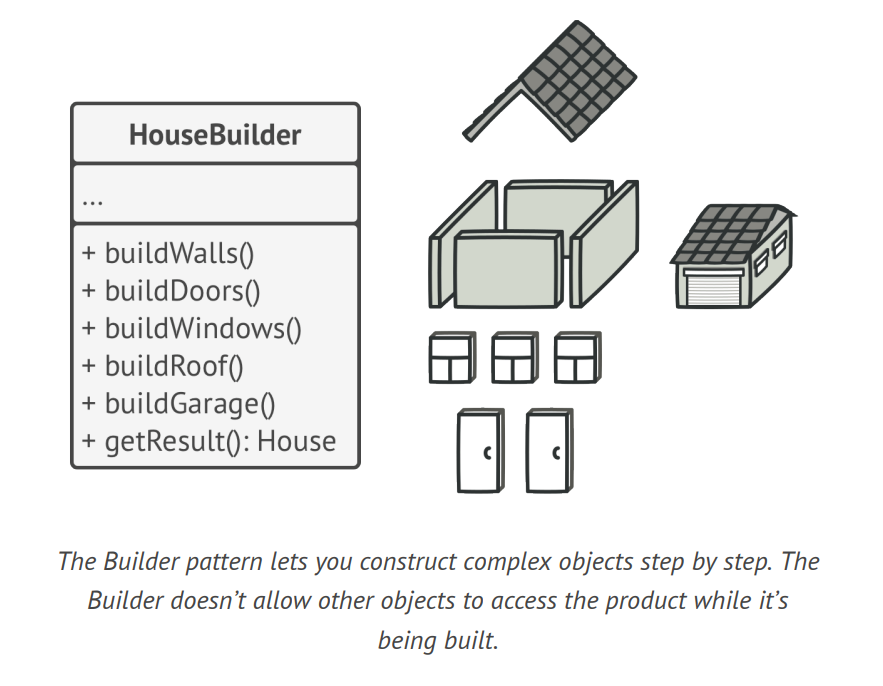 HouseBuilder
...
+ buildWalls()
+ buildDoors()
+ buildWindows()
+ buildRoof()
+ buildGarage()
+ getResult(): House
The Builder pattern lets you construct complex objects step by step. The
Builder doesn’t allow other objects to access the product while it’s
being built.